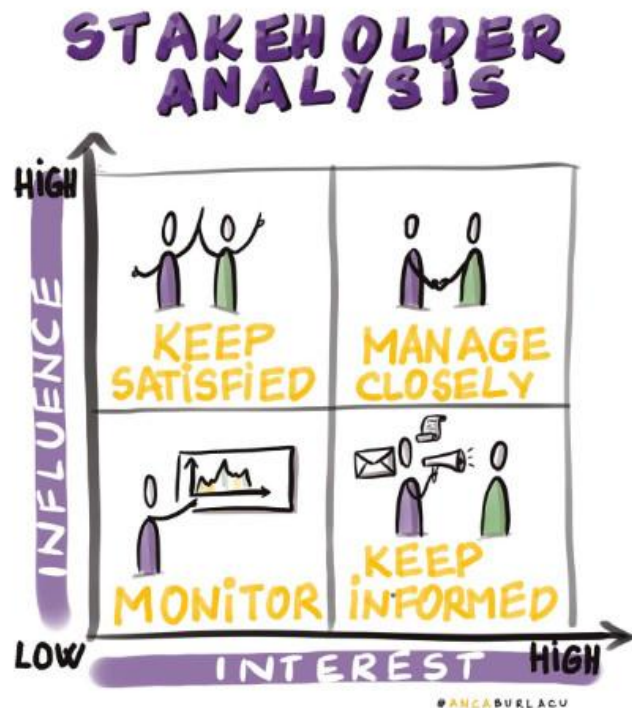 STAKEHOLDER
ANALYSIS
HiGH
INFLUENCE
KEEP
SATiSFiED
MANAGE
CLOSELY
MONiTOR
KEEP
iNFORMED
LOW
INTEREST
HiGH
@ANCABURLACU